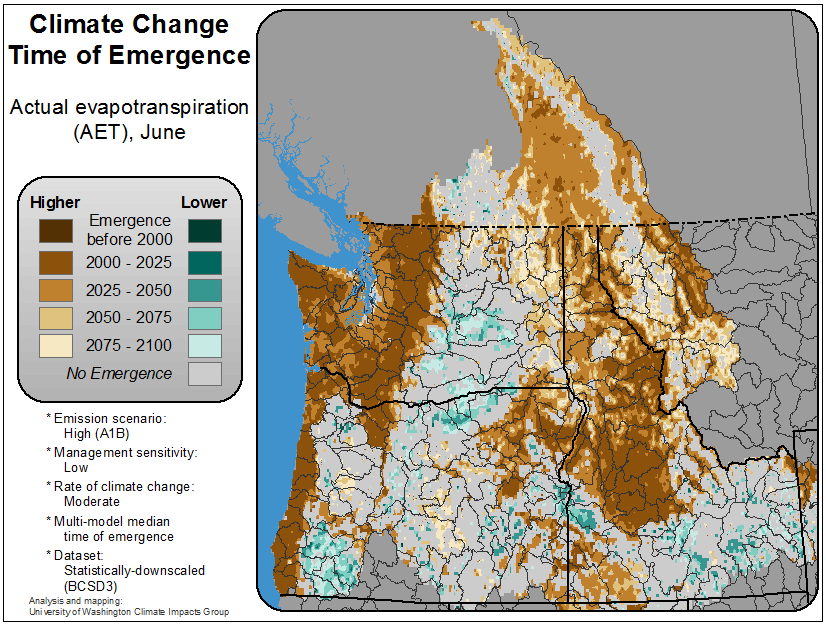 Climate Change
Time of Emergence
Actual evapotranspiration
(AET), June
Higher
Lower
Emergence
before 2000
2000 - 2025
2025 - 2050
2050 - 2075
2075 - 2100
No Emergence
* Emission scenario:
High (A1B)
* Management sensitivity:
Low
* Rate of climate change:
Moderate
* Multi-model median
time of emergence
* Dataset:
Statistically-downscaled
(BCSD3)
Analysis and mapping:
University of Washington Climate Impacts Group